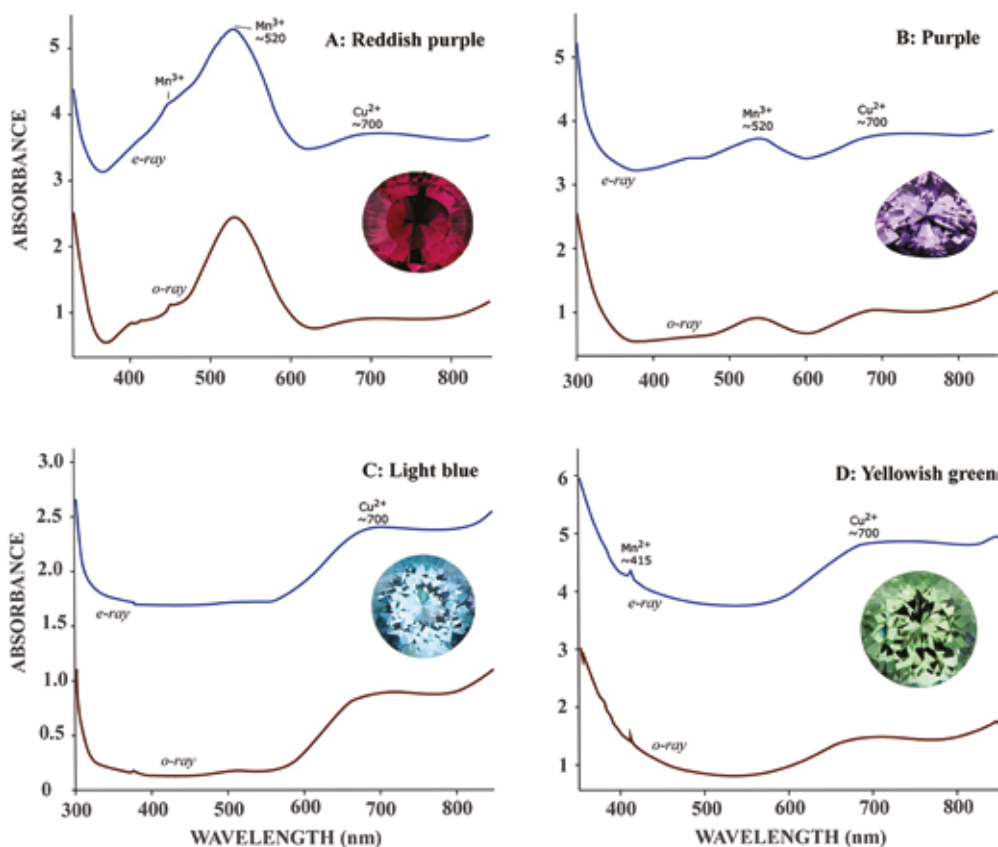 A: Reddish purple
Mn3+
~520
Mn3+
Cu2+
~700
e-ray
o-ray
5
4
3
2
1
400
500
600
700
800
ABSORBANCE
B: Purple
Mn3+
~520
Cu2+
~700
e-ray
o-ray
5
4
3
2
1
300
400
500
600
700
800
C: Light blue
Cu2+
~700
e-ray
o-ray
3.0
2.5
2.0
1.5
1.0
0.5
0
300
400
500
600
700
800
ABSORBANCE
WAVELENGTH (nm)
D: Yellowish green
Mn2+
~415
Cu2+
~700
e-ray
o-ray
6
5
4
3
2
1
400
500
600
700
800
WAVELENGTH (nm)